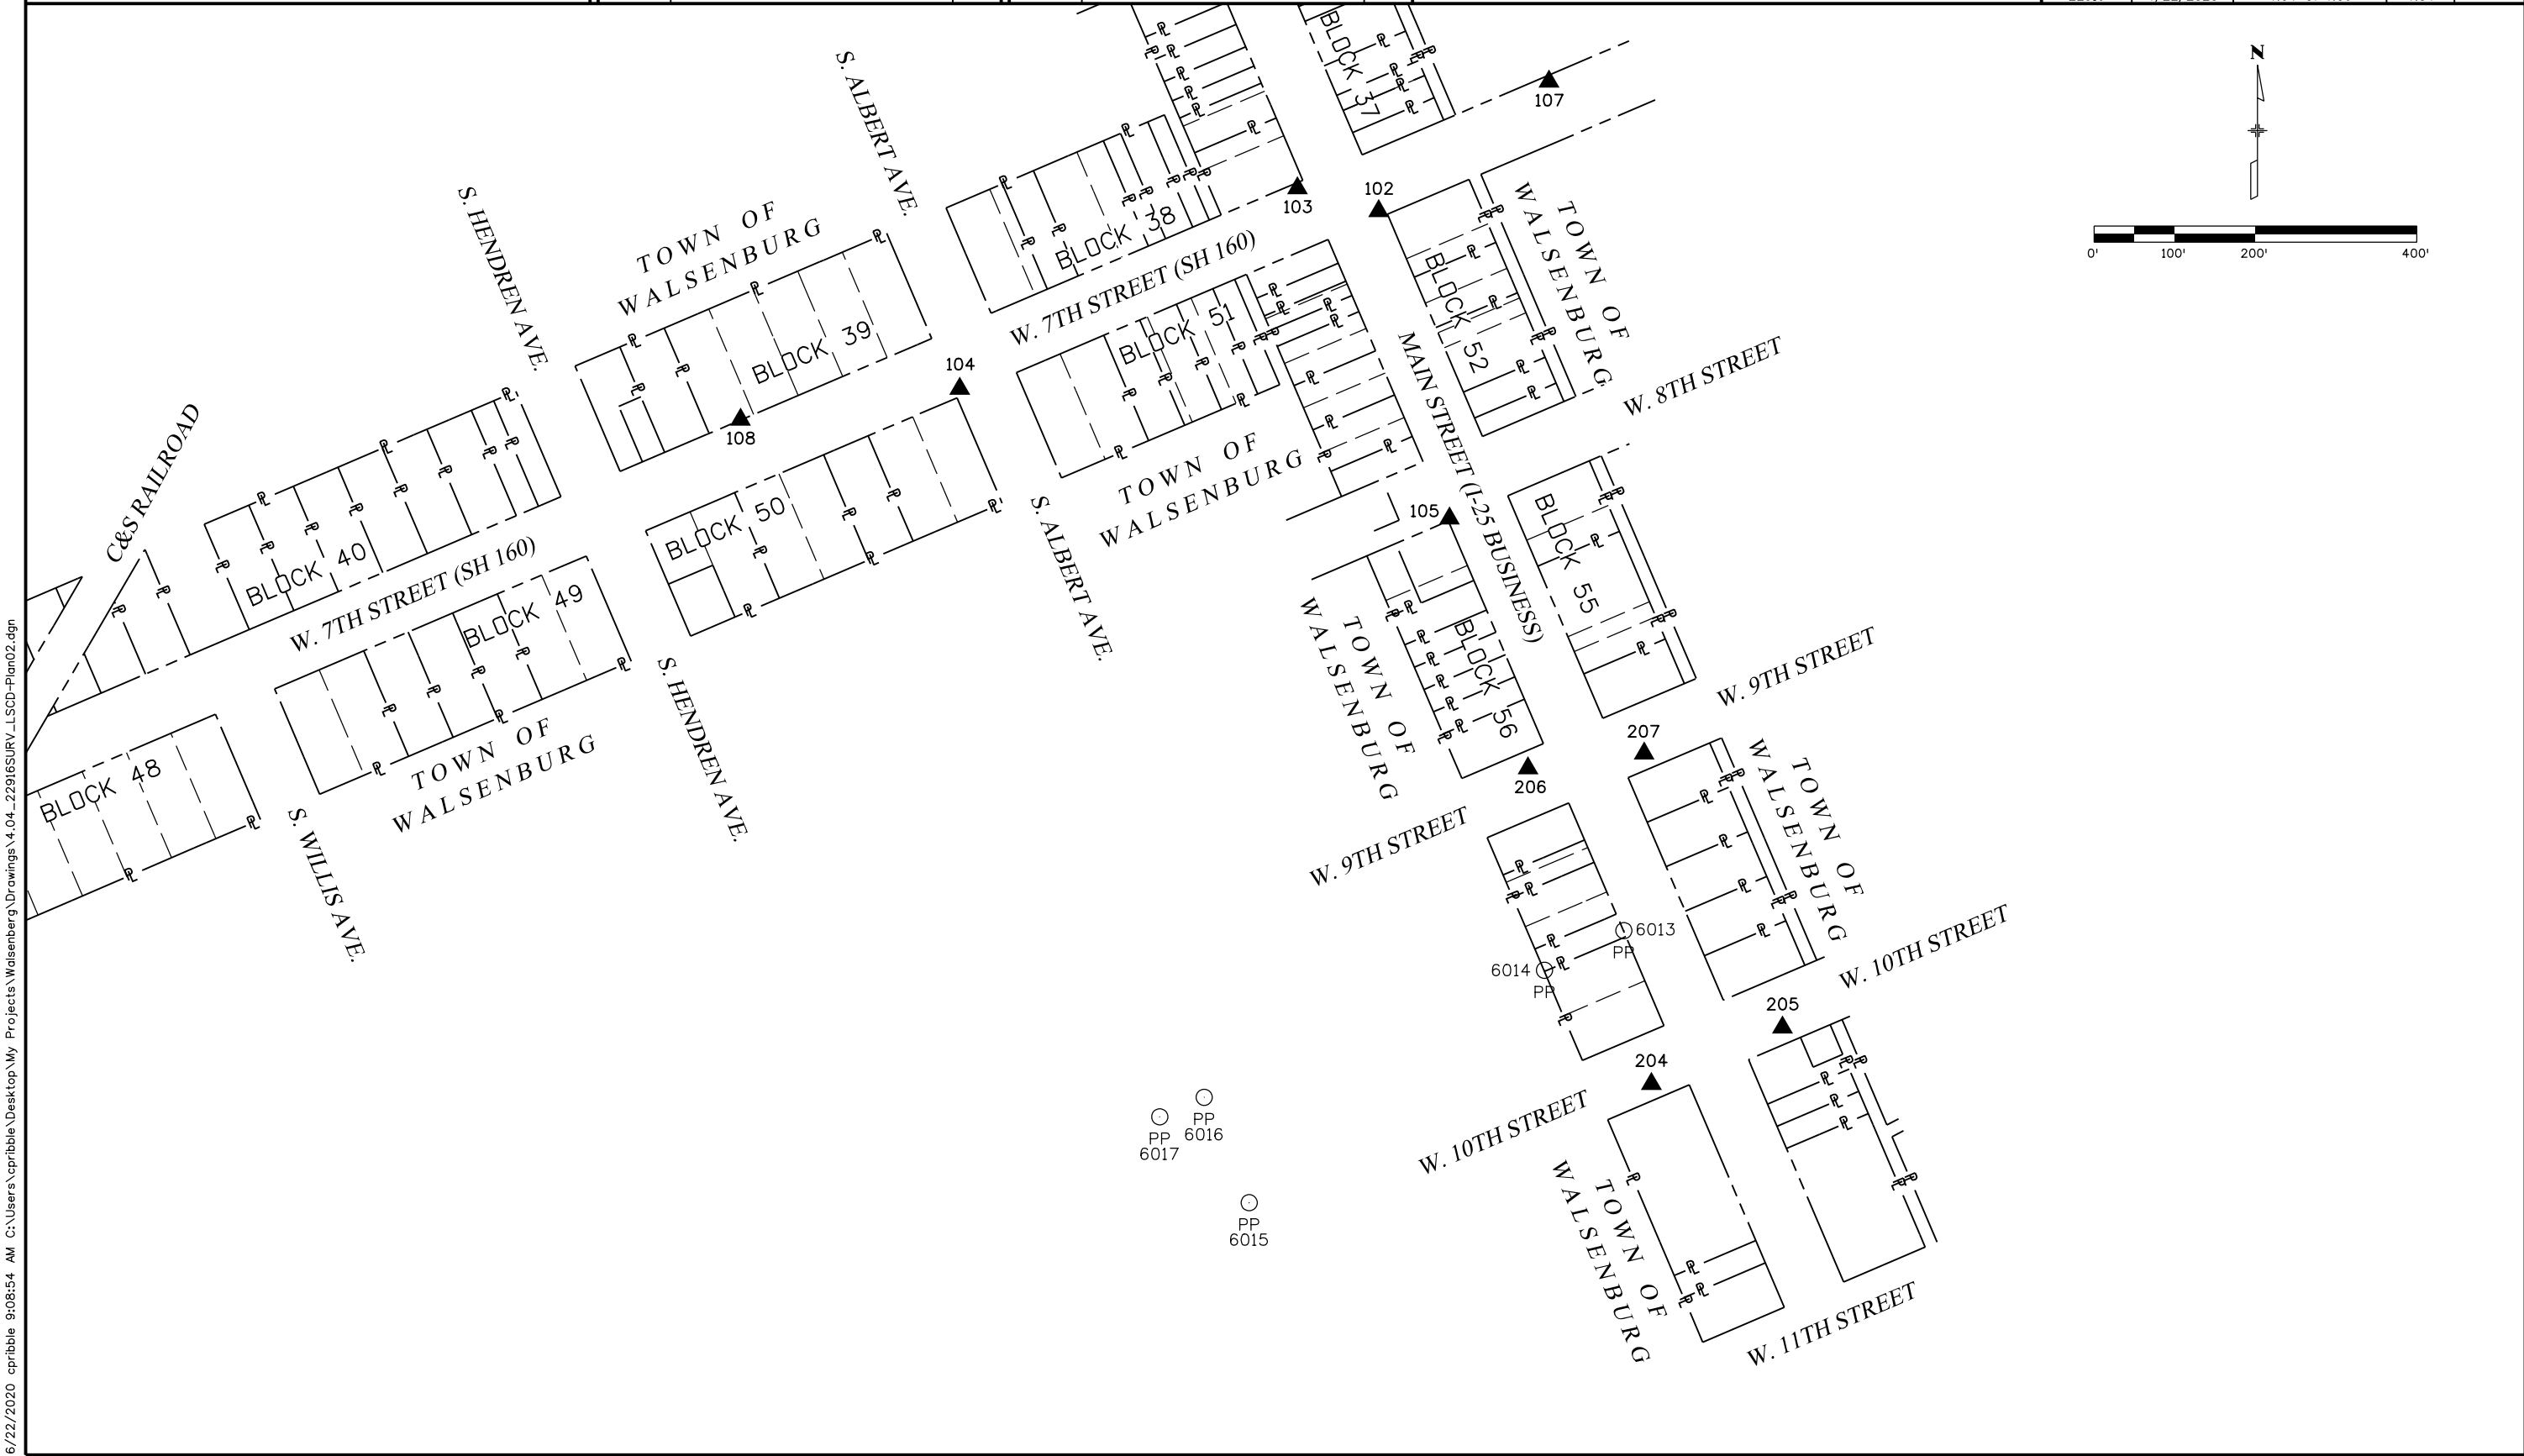 N
0' 100' 200' 400'
BLOCK 37
107
102
103
S. ALBERT AVE.
S. HENDREN AVE.
TOWN OF
WALSENBURG
BLOCK 38
W. 7TH STREET (SH 160)
TOWN OF
WALSENBURG
BLOCK 39
BLOCK 51
BLOCK 52
104
108
MAIN STREET (I-25 BUSINESS)
W. 8TH STREET
C&S RAILROAD
BLOCK 40
W. 7TH STREET (SH 160)
BLOCK 50
TOWN OF
WALSENBURG
S. ALBERT AVE.
105
BLOCK 55
BLOCK 49
TOWN OF
WALSENBURG
BLOCK 56
W. 9TH STREET
S. HENDREN AVE.
TOWN OF
WALSENBURG
BLOCK 48
S. WILLIS AVE.
207
206
TOWN OF
WALSENBURG
W. 9TH STREET
6013
PP
6014
PP
W. 10TH STREET
205
204
W. 10TH STREET
PP
6016
PP
6017
PP
6015
TOWN OF
WALSENBURG
W. 11TH STREET
6/22/2020 cpribble 9:08:54 AM C:\Users\cpribble\Desktop\My Projects\Walsenberg\Drawings\4.04_22916SURV_LSCD-Plan02.dgn